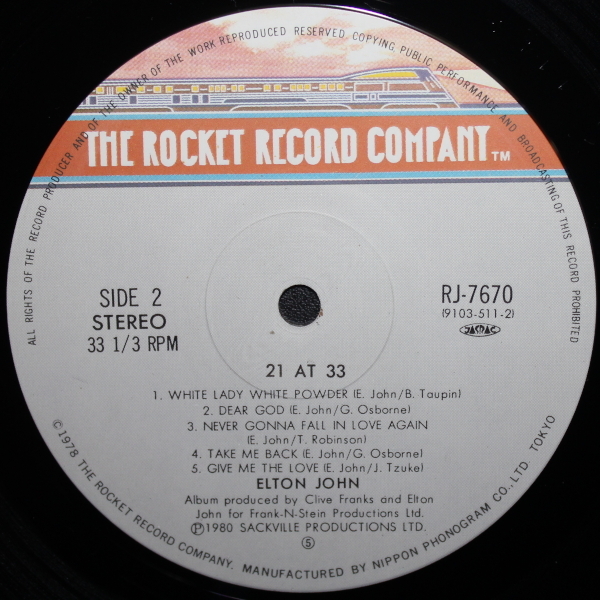 ALL RIGHTS OF THE RECORD PRODUCER AND OF THE OWNER OF THE WORK REPRODUCED RESERVED. COPYING, PUBLIC PERFORMANCE AND BROADCASTING OF THIS RECORD PROHIBITED
THE ROCKET RECORD COMPANY TM
SIDE 2
STEREO
33 1/3 RPM
RJ-7670
(9103-511-2)
JASRAC
21 AT 33
1. WHITE LADY WHITE POWDER (E. John/B. Taupin)
2. DEAR GOD (E. John/G. Osborne)
3. NEVER GONNA FALL IN LOVE AGAIN
(E. John/T. Robinson)
4. TAKE ME BACK (E. John/G. Osborne)
5. GIVE ME THE LOVE (E. John/J. Tzuke)
ELTON JOHN
Album produced by Clive Franks and Elton
John for Frank-N-Stein Productions Ltd.
℗1980 SACKVILLE PRODUCTIONS LTD.
Ⓢ
©1978 THE ROCKET RECORD COMPANY. MANUFACTURED BY NIPPON PHONOGRAM CO., LTD. TOKYO